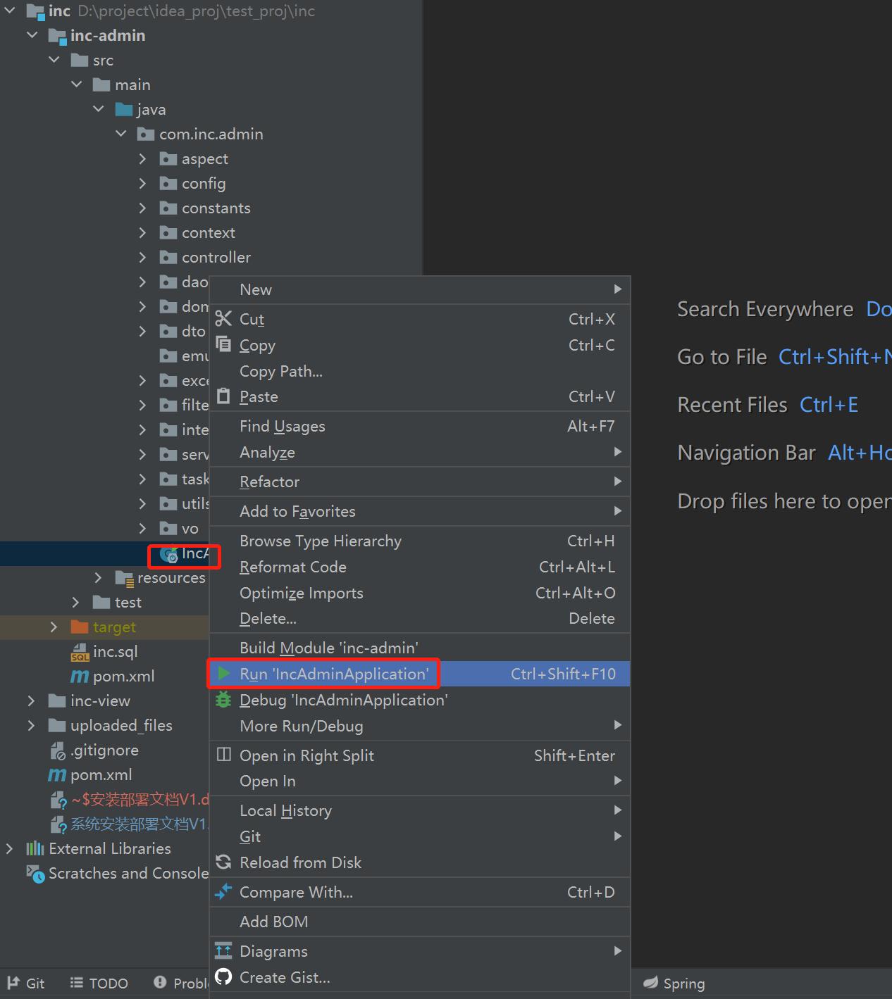 inc D:\project\idea_proj\test_proj\inc
inc-admin
src
main
java
com.inc.admin
aspect
config
constants
context
controller
dao
dom
dto
emu
exce
filte
inte
serv
task
utils
vo
IncA
resources
test
target
inc.sql
pom.xml
inc-view
uploaded_files
.gitignore
pom.xml
~$安装部署文档V1.d
系统安装部署文档V1.
External Libraries
Scratches and Console
New
Cut Ctrl+X
Copy Ctrl+C
Copy Path...
Paste Ctrl+V
Find Usages Alt+F7
Analyze
Refactor
Add to Favorites
Browse Type Hierarchy Ctrl+H
Reformat Code Ctrl+Alt+L
Optimize Imports Ctrl+Alt+O
Delete... Delete
Build Module 'inc-admin'
Run 'IncAdminApplication' Ctrl+Shift+F10
Debug 'IncAdminApplication'
More Run/Debug
Open in Right Split Shift+Enter
Open In
Local History
Git
Reload from Disk
Compare With... Ctrl+D
Add BOM
Diagrams
Create Gist...
Search Everywhere Do
Go to File Ctrl+Shift+N
Recent Files Ctrl+E
Navigation Bar Alt+Ho
Drop files here to open
Git TODO Probl Spring